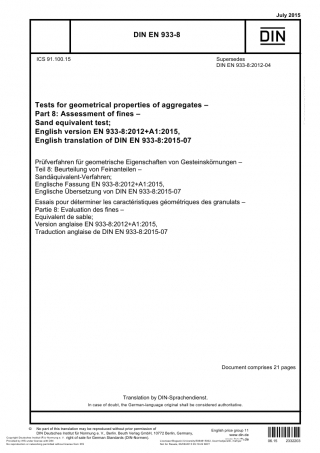 July 2015
DIN EN 933-8
DIN
ICS 91.100.15
Supersedes
DIN EN 933-8:2012-04
Tests for geometrical properties of aggregates –
Part 8: Assessment of fines –
Sand equivalent test;
English version EN 933-8:2012+A1:2015,
English translation of DIN EN 933-8:2015-07
Prüfverfahren für geometrische Eigenschaften von Gesteinskörnungen –
Teil 8: Beurteilung von Feinanteilen –
Sandäquivalent-Verfahren;
Englische Fassung EN 933-8:2012+A1:2015,
Englische Übersetzung von DIN EN 933-8:2015-07
Essais pour déterminer les caractéristiques géométriques des granulats –
Partie 8: Evaluation des fines –
Equivalent de sable;
Version anglaise EN 933-8:2012+A1:2015,
Traduction anglaise de DIN EN 933-8:2015-07
Document comprises 21 pages
Translation by DIN-Sprachendienst.
In case of doubt, the German-language original shall be considered authoritative.
© No part of this translation may be reproduced without prior permission of
DIN Deutsches Institut für Normung e. V., Berlin. Beuth Verlag GmbH, 10772 Berlin, Germany,
right of sale for German Standards (DIN-Normen).
English price group 11
www.din.de